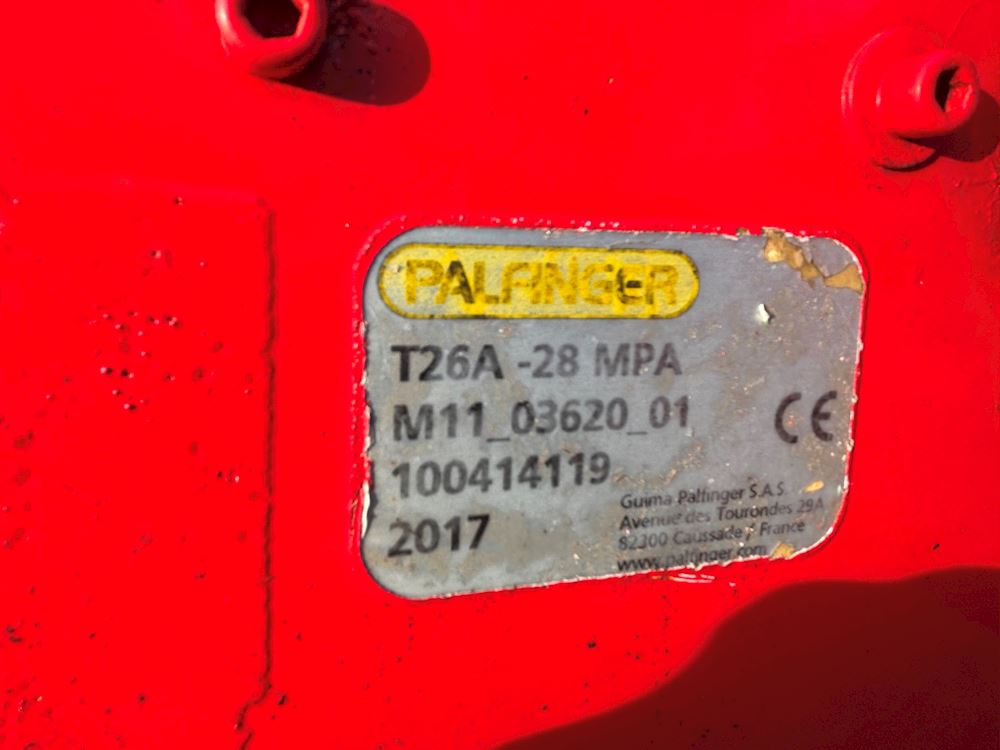 PALFINGER
T26A -28 MPA
M11_03620_01
100414119
2017
CE
Guima Palfinger S.A.S.
Avenue des Tourondes 29A
82300 Caussade / France
www.palfinger.com